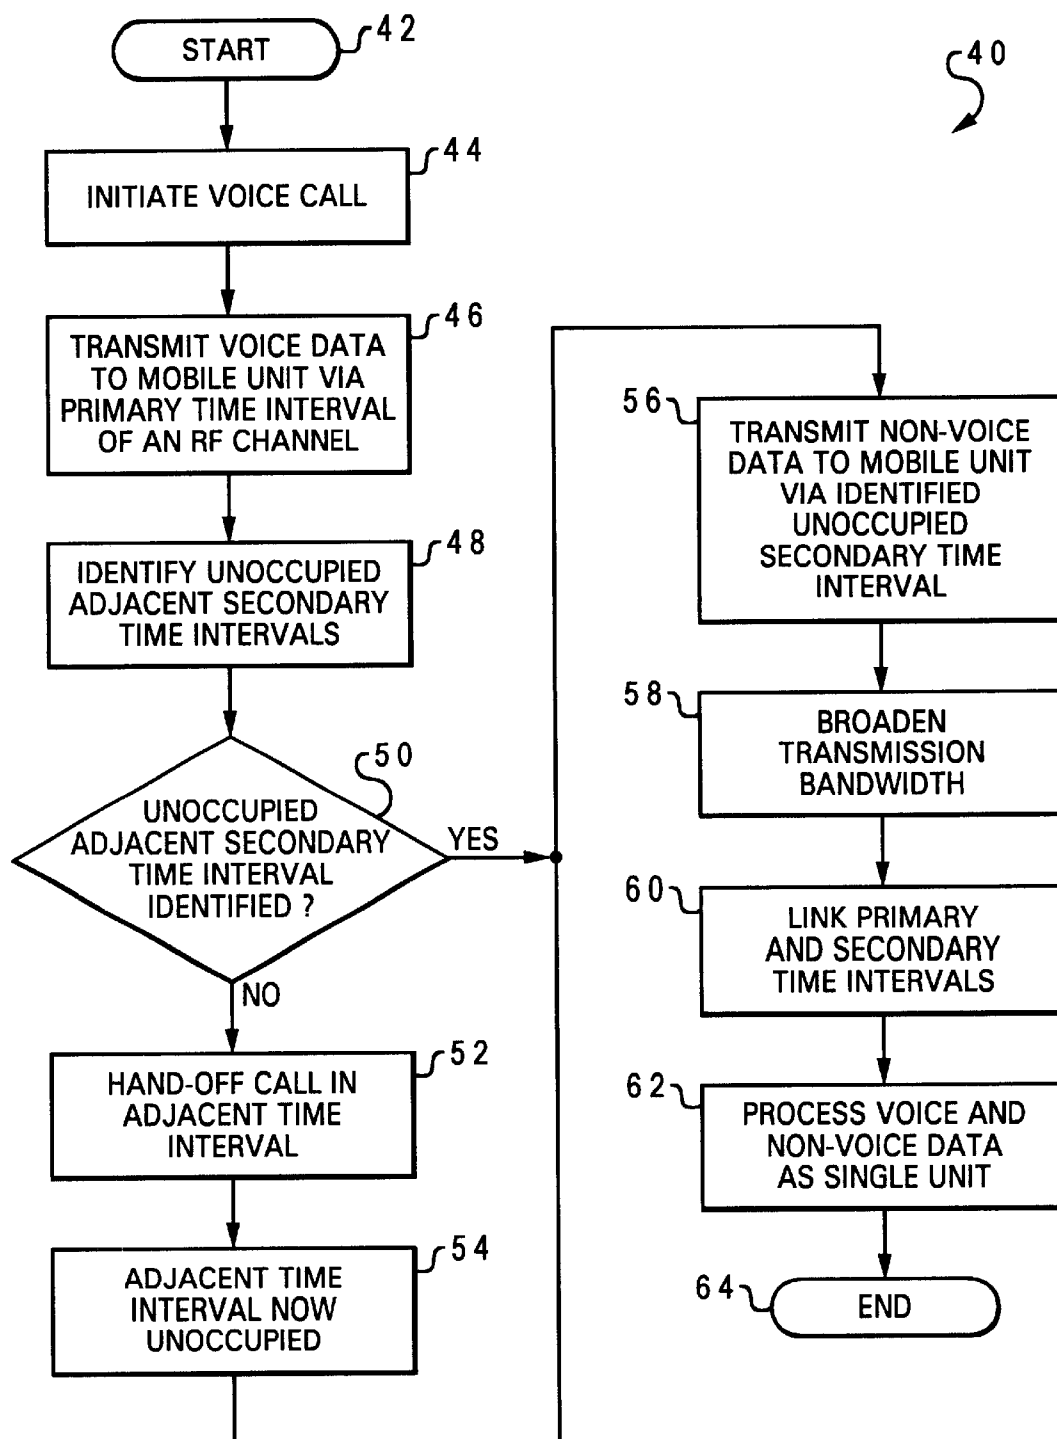 START
42
40
44
INITIATE VOICE CALL
46
TRANSMIT VOICE DATA
TO MOBILE UNIT VIA
PRIMARY TIME INTERVAL
OF AN RF CHANNEL
48
IDENTIFY UNOCCUPIED
ADJACENT SECONDARY
TIME INTERVALS
50
UNOCCUPIED
ADJACENT SECONDARY
TIME INTERVAL
IDENTIFIED ?
YES
NO
52
HAND-OFF CALL IN
ADJACENT TIME
INTERVAL
54
ADJACENT TIME
INTERVAL NOW
UNOCCUPIED
56
TRANSMIT NON-VOICE
DATA TO MOBILE UNIT
VIA IDENTIFIED
UNOCCUPIED
SECONDARY TIME
INTERVAL
58
BROADEN
TRANSMISSION
BANDWIDTH
60
LINK PRIMARY
AND SECONDARY
TIME INTERVALS
62
PROCESS VOICE AND
NON-VOICE DATA
AS SINGLE UNIT
64
END